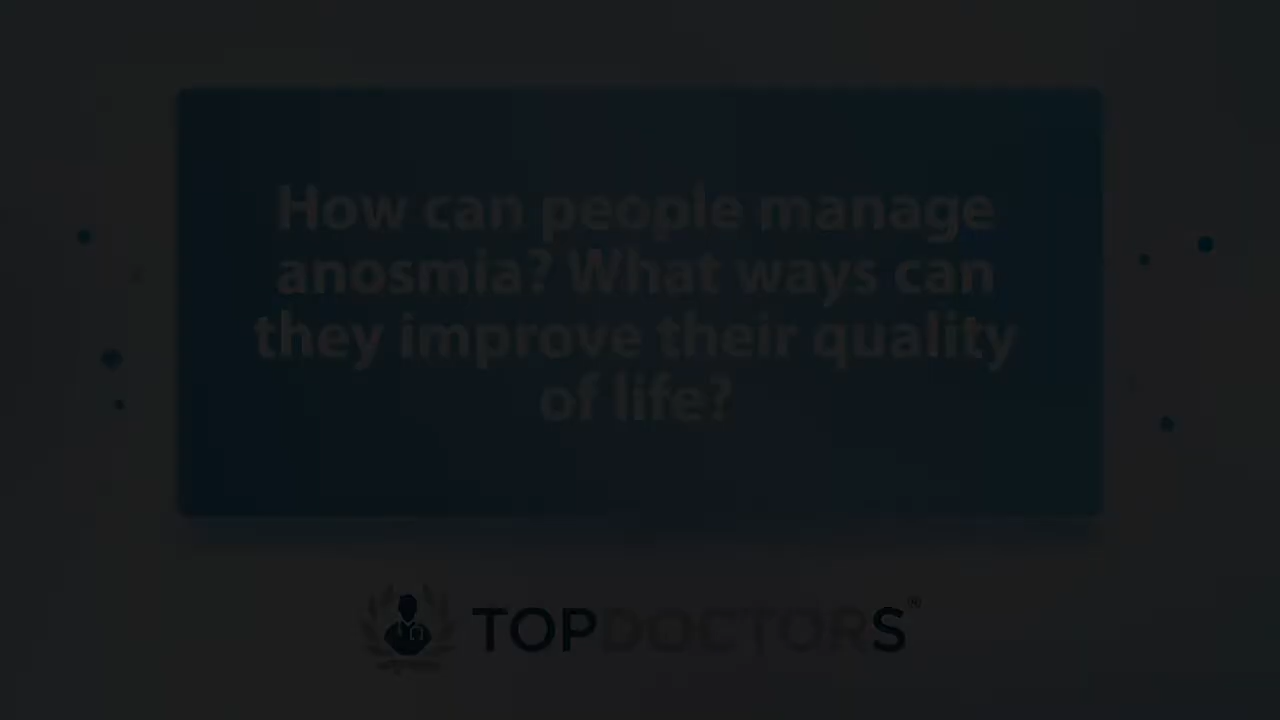 How can people manage
anosmia? What ways can
they improve their quality
of life?
TOPDOCTORS®